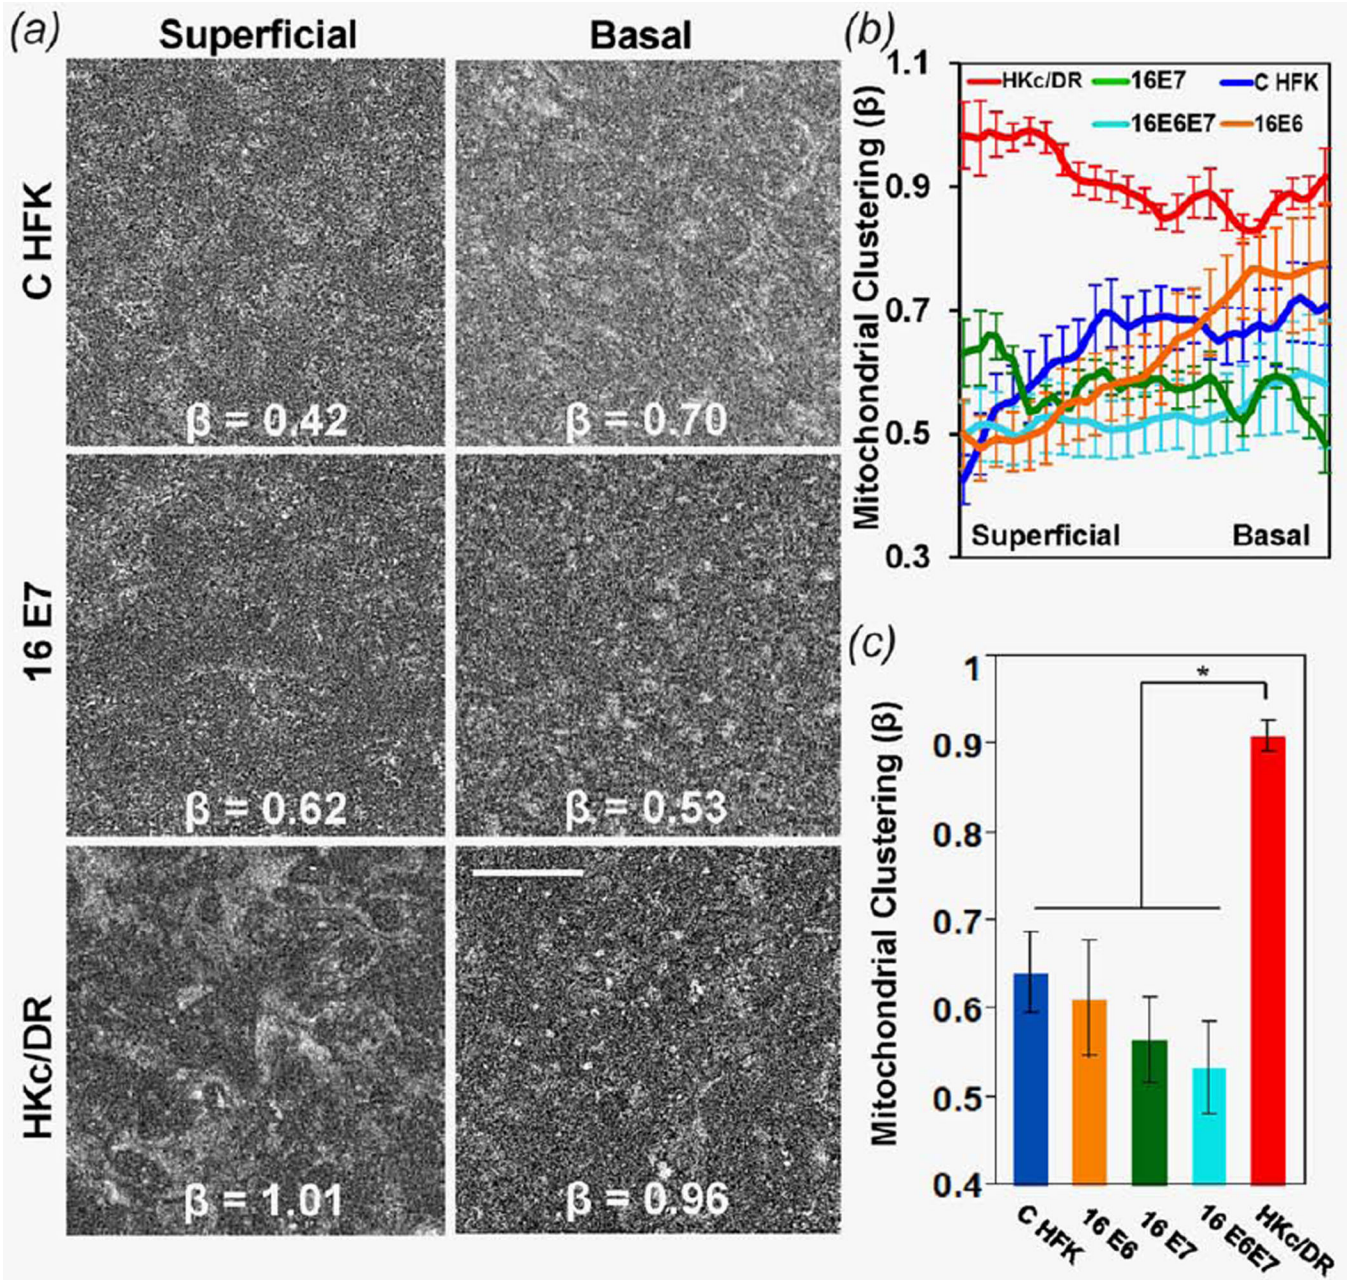 (a)
Superficial Basal
C HFK
β = 0.42 β = 0.70
16 E7
β = 0.62 β = 0.53
HKc/DR
β = 1.01 β = 0.96
(b)
Mitochondrial Clustering (β)
1.1
0.9
0.7
0.5
0.3
HKc/DR 16E7 C HFK
16E6E7 16E6
Superficial Basal
(c)
Mitochondrial Clustering (β)
1
0.9
0.8
0.7
0.6
0.5
0.4
*
C HFK 16 E6 16 E7 16 E6E7 HKc/DR